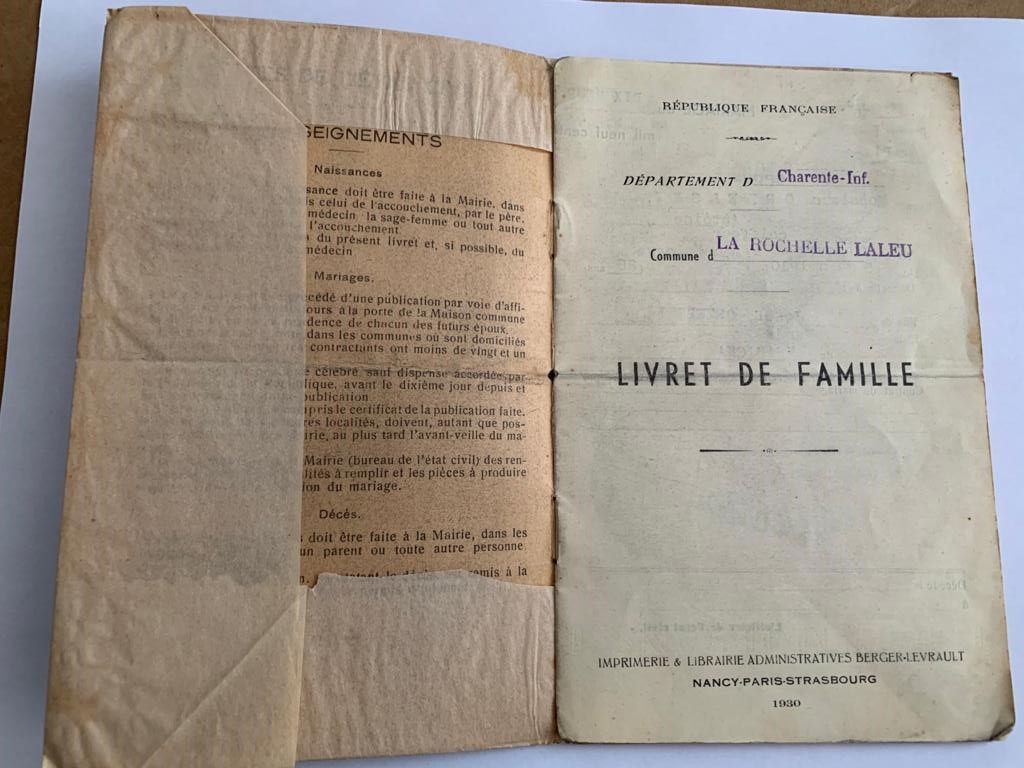 SEIGNEMENTS
Naissances
sance doit être faite à la Mairie, dans
s celui de l'accouchement, par le père,
médecin la sage-femme ou tout autre
l'accouchement
du présent livret et, si possible, du
médecin
Mariages.
cédé d'une publication par voie d'affi-
ours à la porte de la Maison commune
dence de chacun des futurs époux,
dans les communes ou sont domiciliés
contractants ont moins de vingt et un
célébré, sauf dispense accordée par
lique, avant le dixième jour depuis et
publication
pris le certificat de la publication faite.
res localités, doivent, autant que pos-
irie, au plus tard l'avant-veille du ma-
Mairie (bureau de l'état civil) des ren-
lités à remplir et les pièces à produire
ion du mariage.
Décés.
doit être faite à la Mairie, dans les
un parent ou toute autre personne
à la
RÉPUBLIQUE FRANÇAISE
DÉPARTEMENT D Charente-Inf.
Commune d LA ROCHELLE LALEU
LIVRET DE FAMILLE
IMPRIMERIE & LIBRAIRIE ADMINISTRATIVES BERGER-LEVRAULT
NANCY-PARIS-STRASBOURG
1930